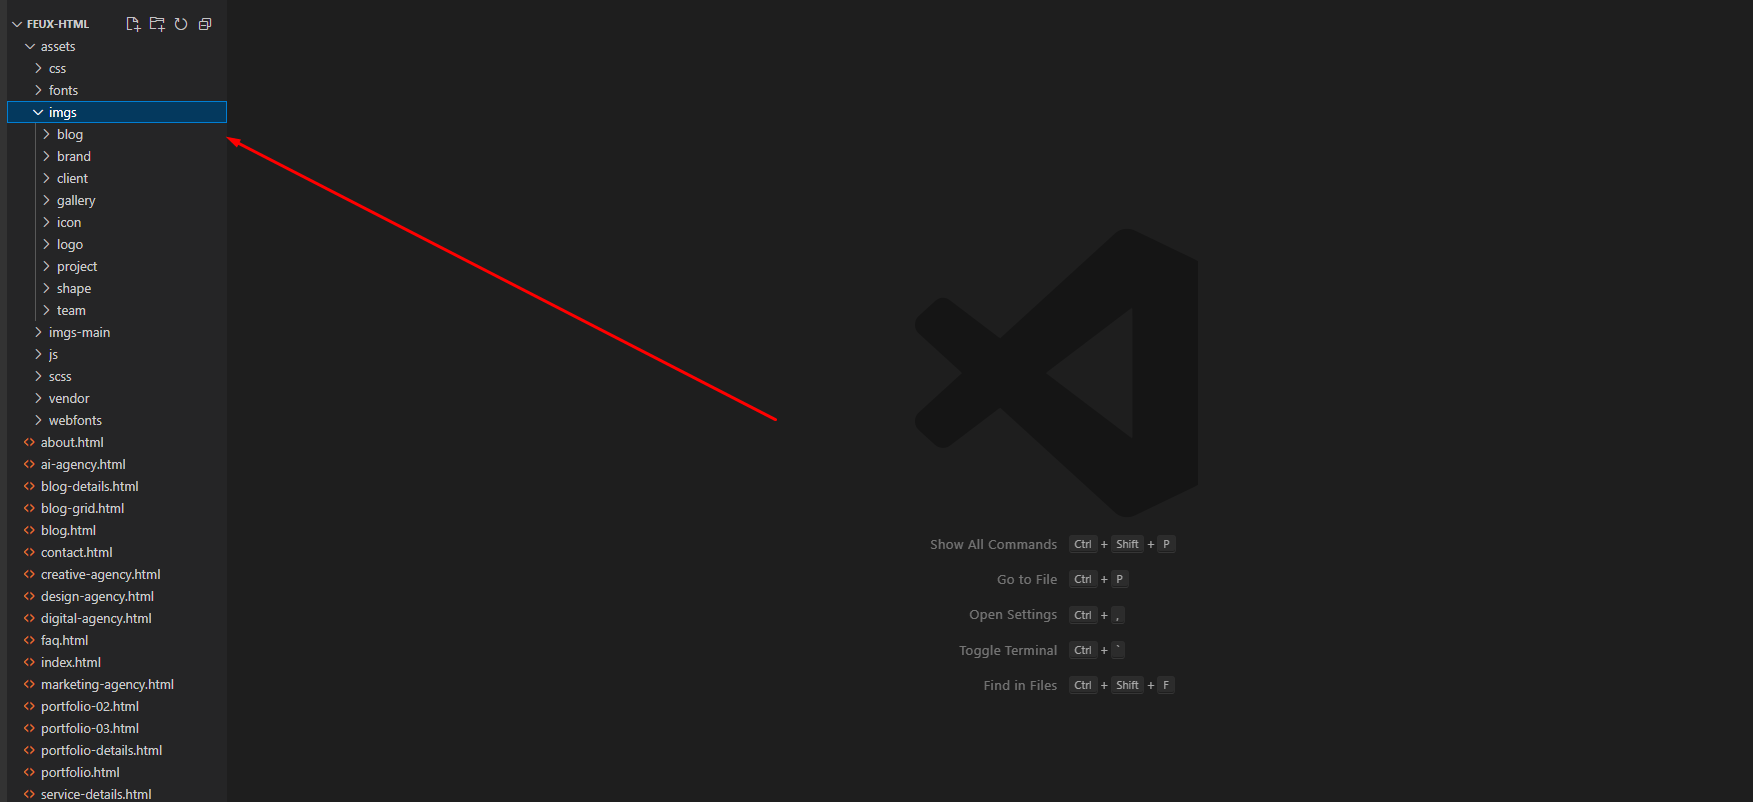 FEUX-HTML
assets
css
fonts
imgs
blog
brand
client
gallery
icon
logo
project
shape
team
imgs-main
js
scss
vendor
webfonts
about.html
ai-agency.html
blog-details.html
blog-grid.html
blog.html
contact.html
creative-agency.html
design-agency.html
digital-agency.html
faq.html
index.html
marketing-agency.html
portfolio-02.html
portfolio-03.html
portfolio-details.html
portfolio.html
service-details.html
Show All Commands Ctrl + Shift + P
Go to File Ctrl + P
Open Settings Ctrl + ,
Toggle Terminal Ctrl + `
Find in Files Ctrl + Shift + F